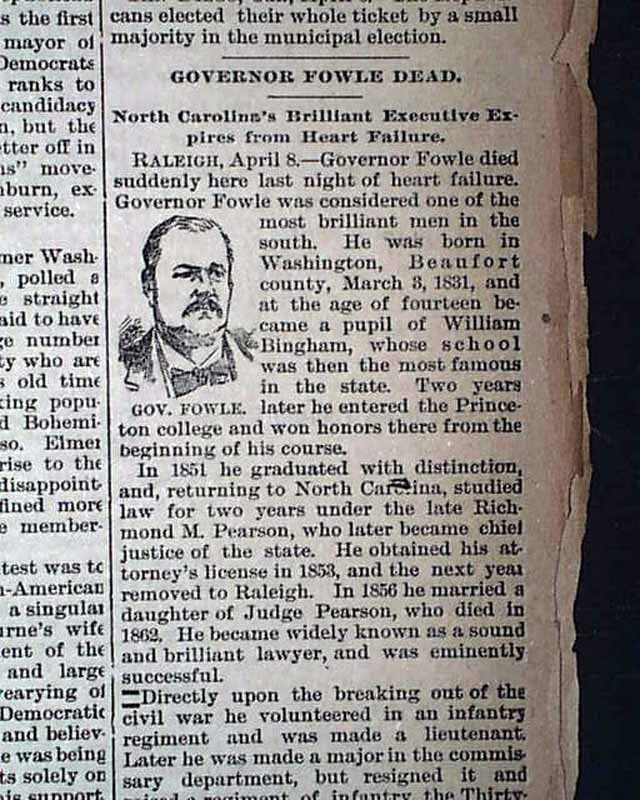 s the first
mayor of
Democrats
ranks to
candidacy
n, but the
tter off in
ns" move-
nburn, ex-
service.
mer Wash-
, polled a
e straight
aid to have
ge number
ty who are
s old time
king popu-
d Bohemi-
so. Elmer
rise to the
disappoint-
fined more
e member-
test was to
n-American
a singular
urne's wife
ent of the
and large
earying of
Democratic
and believ-
e was being
ts solely on
his support
cans elected their whole ticket by a small
majority in the municipal election.
GOVERNOR FOWLE DEAD.
North Carolina's Brilliant Executive Ex-
pires from Heart Failure.
RALEIGH, April 8.—Governor Fowle died
suddenly here last night of heart failure.
Governor Fowle was considered one of the
most brilliant men in the
south. He was born in
Washington, Beaufort
county, March 3, 1831, and
at the age of fourteen be-
came a pupil of William
Bingham, whose school
was then the most famous
in the state. Two years
GOV. FOWLE. later he entered the Prince-
ton college and won honors there from the
beginning of his course.
In 1851 he graduated with distinction,
and, returning to North Carolina, studied
law for two years under the late Rich-
mond M. Pearson, who later became chief
justice of the state. He obtained his at-
torney's license in 1853, and the next year
removed to Raleigh. In 1856 he married a
daughter of Judge Pearson, who died in
1862. He became widely known as a sound
and brilliant lawyer, and was eminently
successful.
Directly upon the breaking out of the
civil war he volunteered in an infantry
regiment and was made a lieutenant.
Later he was made a major in the commis-
sary department, but resigned it and
raised a regiment of infantry, the Thirty-